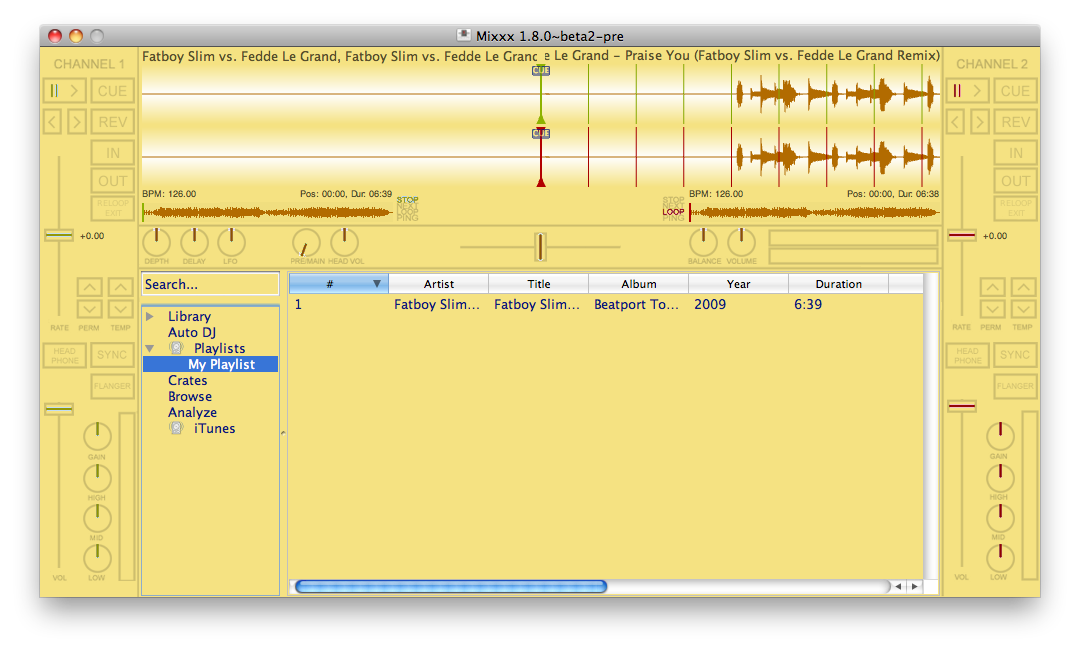 Mixxx 1.8.0~beta2-pre
Fatboy Slim vs. Fedde Le Grand, Fatboy Slim vs. Fedde Le Grand
e Le Grand – Praise You (Fatboy Slim vs. Fedde Le Grand Remix)
CHANNEL 1
CHANNEL 2
CUE
CUE
CUE
CUE
REV
REV
IN
IN
OUT
OUT
RELOOP EXIT
RELOOP EXIT
BPM: 126.00 Pos: 00:00, Dur: 06:39
STOP
NEXT
LOOP
PING
BPM: 126.00 Pos: 00:00, Dur: 06:38
STOP
NEXT
LOOP
PING
+0.00
+0.00
DEPTH DELAY LFO PRE/MAIN HEAD VOL BALANCE VOLUME
Search...
# Artist Title Album Year Duration
1 Fatboy Slim... Fatboy Slim... Beatport To... 2009 6:39
Library
Auto DJ
Playlists
My Playlist
Crates
Browse
Analyze
iTunes
RATE PERM TEMP
RATE PERM TEMP
HEAD PHONE SYNC
HEAD PHONE SYNC
FLANGER
FLANGER
GAIN
GAIN
HIGH
HIGH
MID
MID
VOL LOW
VOL LOW